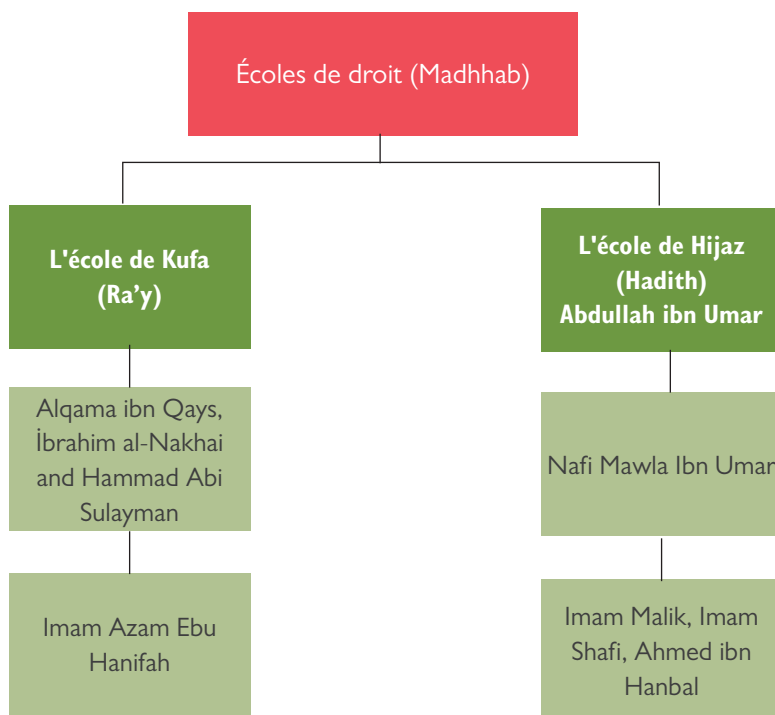 Écoles de droit (Madhhab)
L'école de Kufa
(Ra’y)
Alqama ibn Qays,
İbrahim al-Nakhai
and Hammad Abi
Sulayman
Imam Azam Ebu
Hanifah
L'école de Hijaz
(Hadith)
Abdullah ibn Umar
Nafi Mawla Ibn Umar
Imam Malik, Imam
Shafi, Ahmed ibn
Hanbal